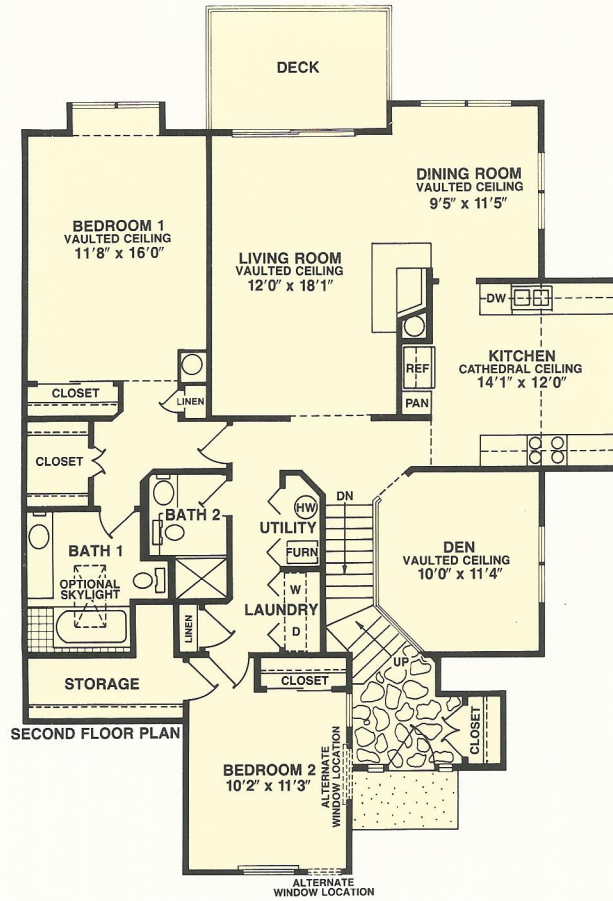 DECK
DINING ROOM
VAULTED CEILING
9'5" x 11'5"
BEDROOM 1
VAULTED CEILING
11'8" x 16'0"
LIVING ROOM
VAULTED CEILING
12'0" x 18'1"
DW
KITCHEN
CATHEDRAL CEILING
14'1" x 12'0"
REF
PAN
CLOSET
LINEN
CLOSET
DN
BATH 2
HW
UTILITY
FURN
DEN
VAULTED CEILING
10'0" x 11'4"
BATH 1
OPTIONAL
SKYLIGHT
W
LAUNDRY
D
LINEN
UP
STORAGE
CLOSET
CLOSET
SECOND FLOOR PLAN
BEDROOM 2
10'2" x 11'3"
ALTERNATE
WINDOW LOCATION
ALTERNATE
WINDOW LOCATION